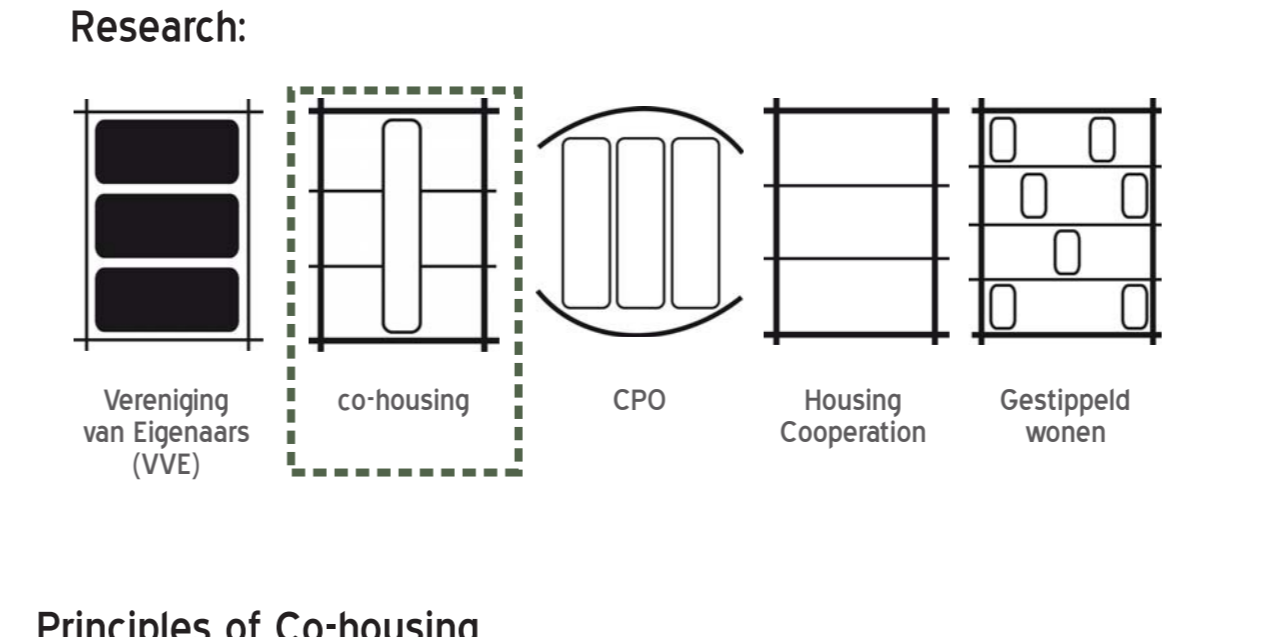 Research:
Vereniging
van Eigenaars
(VVE)
co-housing
CPO
Housing
Cooperation
Gestippeld
wonen
Principles of Co-housing